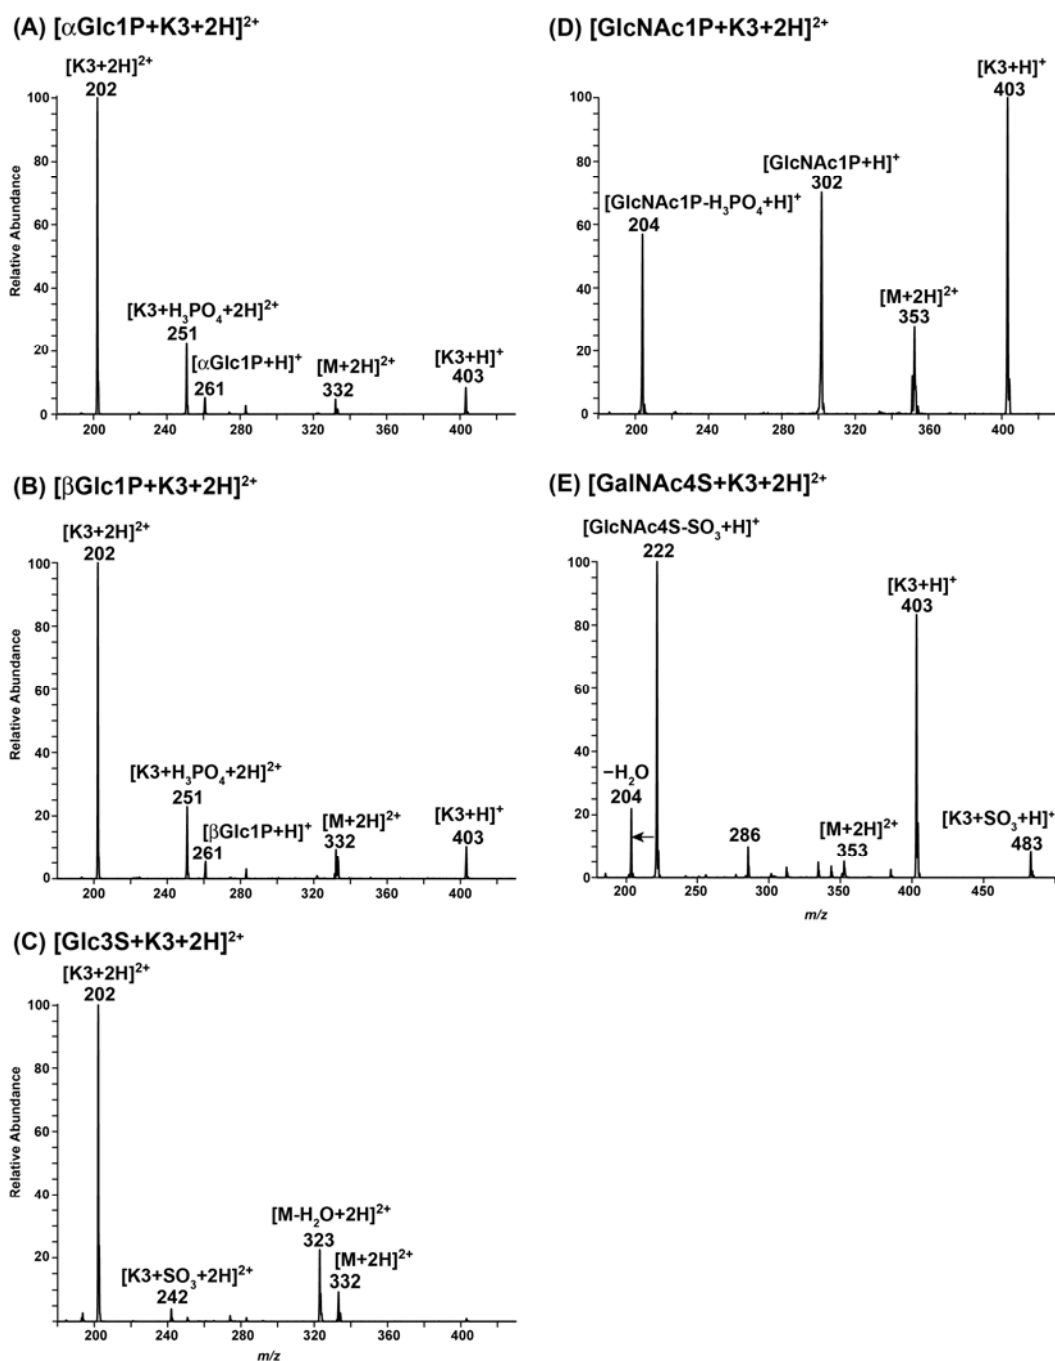 (A) [αGlc1P+K3+2H]²⁺
[K3+2H]²⁺
202
100
80
60
40
20
0
Relative Abundance
[K3+H₃PO₄+2H]²⁺
251
[αGlc1P+H]⁺
261
[M+2H]²⁺
332
[K3+H]⁺
403
200
240
280
320
360
400
(B) [βGlc1P+K3+2H]²⁺
[K3+2H]²⁺
202
100
80
60
40
20
0
Relative Abundance
[K3+H₃PO₄+2H]²⁺
251
[βGlc1P+H]⁺
261
[M+2H]²⁺
332
[K3+H]⁺
403
200
240
280
320
360
400
(C) [Glc3S+K3+2H]²⁺
[K3+2H]²⁺
202
100
80
60
40
20
Relative Abundance
[K3+SO₃+2H]²⁺
242
[M-H₂O+2H]²⁺
323
[M+2H]²⁺
332
200
240
280
320
360
400
m/z
(D) [GlcNAc1P+K3+2H]²⁺
[K3+H]⁺
403
100
80
60
40
20
0
[GlcNAc1P+H]⁺
302
[GlcNAc1P-H₃PO₄+H]⁺
204
[M+2H]²⁺
353
200
240
280
320
360
400
(E) [GalNAc4S+K3+2H]²⁺
[GlcNAc4S-SO₃+H]⁺
222
[K3+H]⁺
403
100
80
60
40
20
0
−H₂O
204
286
[M+2H]²⁺
353
[K3+SO₃+H]⁺
483
200
250
300
350
400
450
m/z